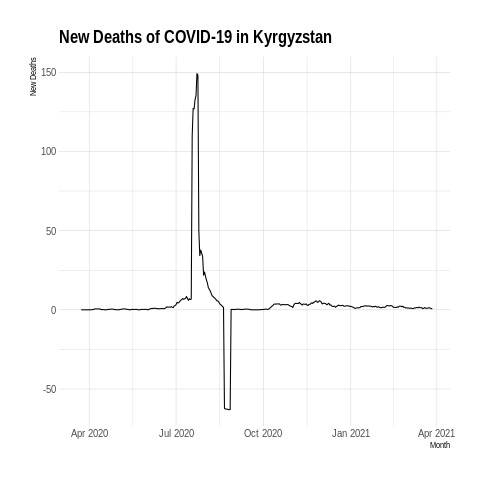 New Deaths of COVID-19 in Kyrgyzstan
New Deaths
150
100
50
0
-50
Apr 2020 Jul 2020 Oct 2020 Jan 2021 Apr 2021
Month